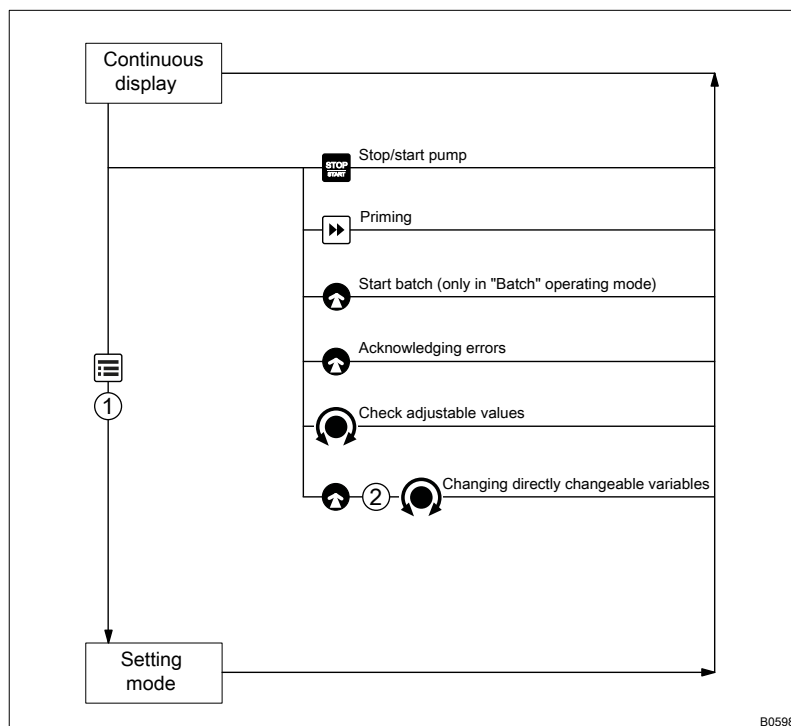 Continuous
display
STOP
START
Stop/start pump
Priming
Start batch (only in "Batch" operating mode)
Acknowledging errors
1
Check adjustable values
2
Changing directly changeable variables
Setting
mode
B0598